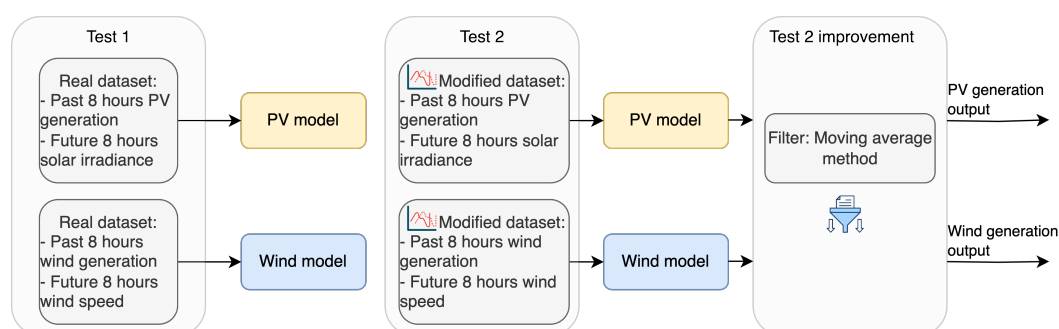 Test 1
Real dataset:
- Past 8 hours PV
generation
- Future 8 hours
solar irradiance
PV model
Real dataset:
- Past 8 hours
wind generation
- Future 8 hours
wind speed
Wind model
Test 2
Modified dataset:
- Past 8 hours PV
generation
- Future 8 hours solar
irradiance
PV model
Modified dataset:
- Past 8 hours wind
generation
- Future 8 hours wind
speed
Wind model
Test 2 improvement
Filter: Moving average
method
PV generation
output
Wind generation
output